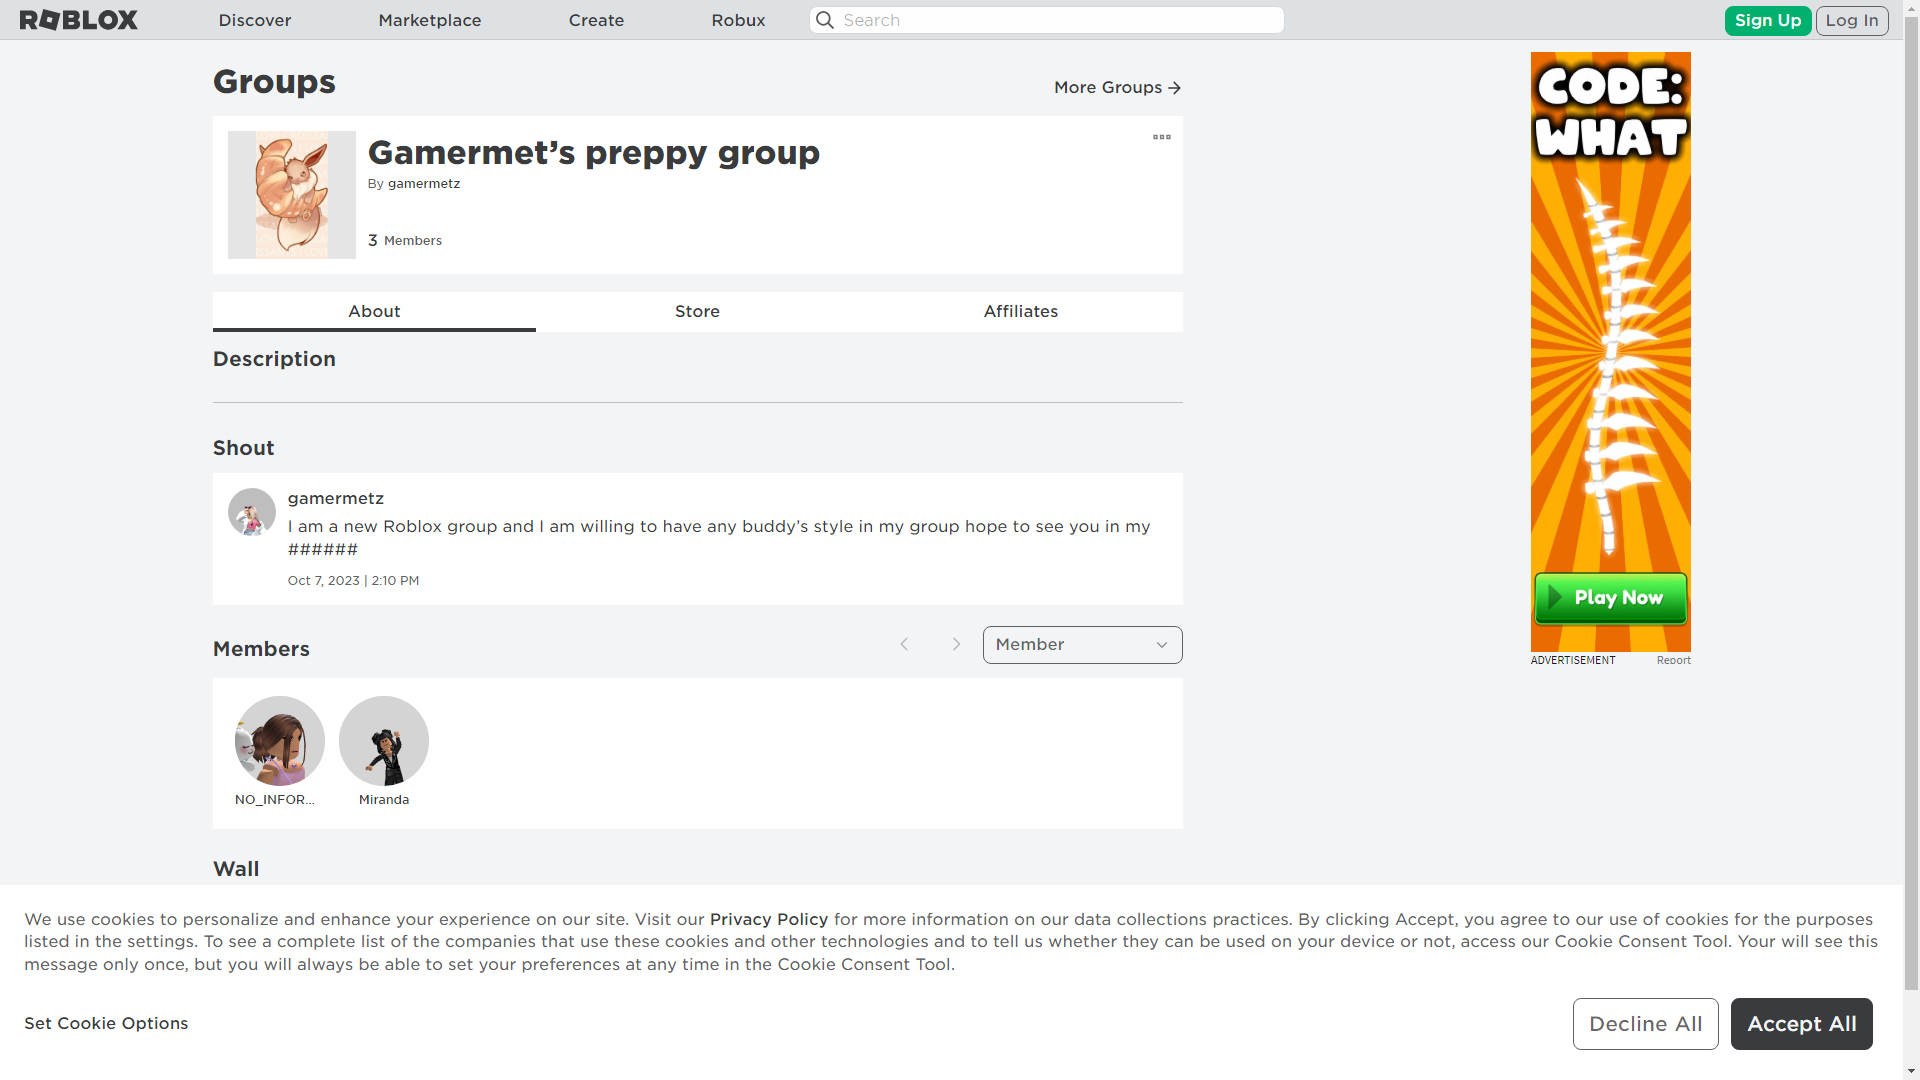 ROBLOX
Discover
Marketplace
Create
Robux
Search
Sign Up
Log In
Groups
More Groups
Gamermet’s preppy group
By gamermetz
3 Members
About
Store
Affiliates
Description
Shout
gamermetz
I am a new Roblox group and I am willing to have any buddy’s style in my group hope to see you in my
######
Oct 7, 2023 | 2:10 PM
Members
Member
NO_INFOR...
Miranda
Wall
CODE:
WHAT
Play Now
ADVERTISEMENT
Report
We use cookies to personalize and enhance your experience on our site. Visit our Privacy Policy for more information on our data collections practices. By clicking Accept, you agree to our use of cookies for the purposes
listed in the settings. To see a complete list of the companies that use these cookies and other technologies and to tell us whether they can be used on your device or not, access our Cookie Consent Tool. Your will see this
message only once, but you will always be able to set your preferences at any time in the Cookie Consent Tool.
Set Cookie Options
Decline All
Accept All